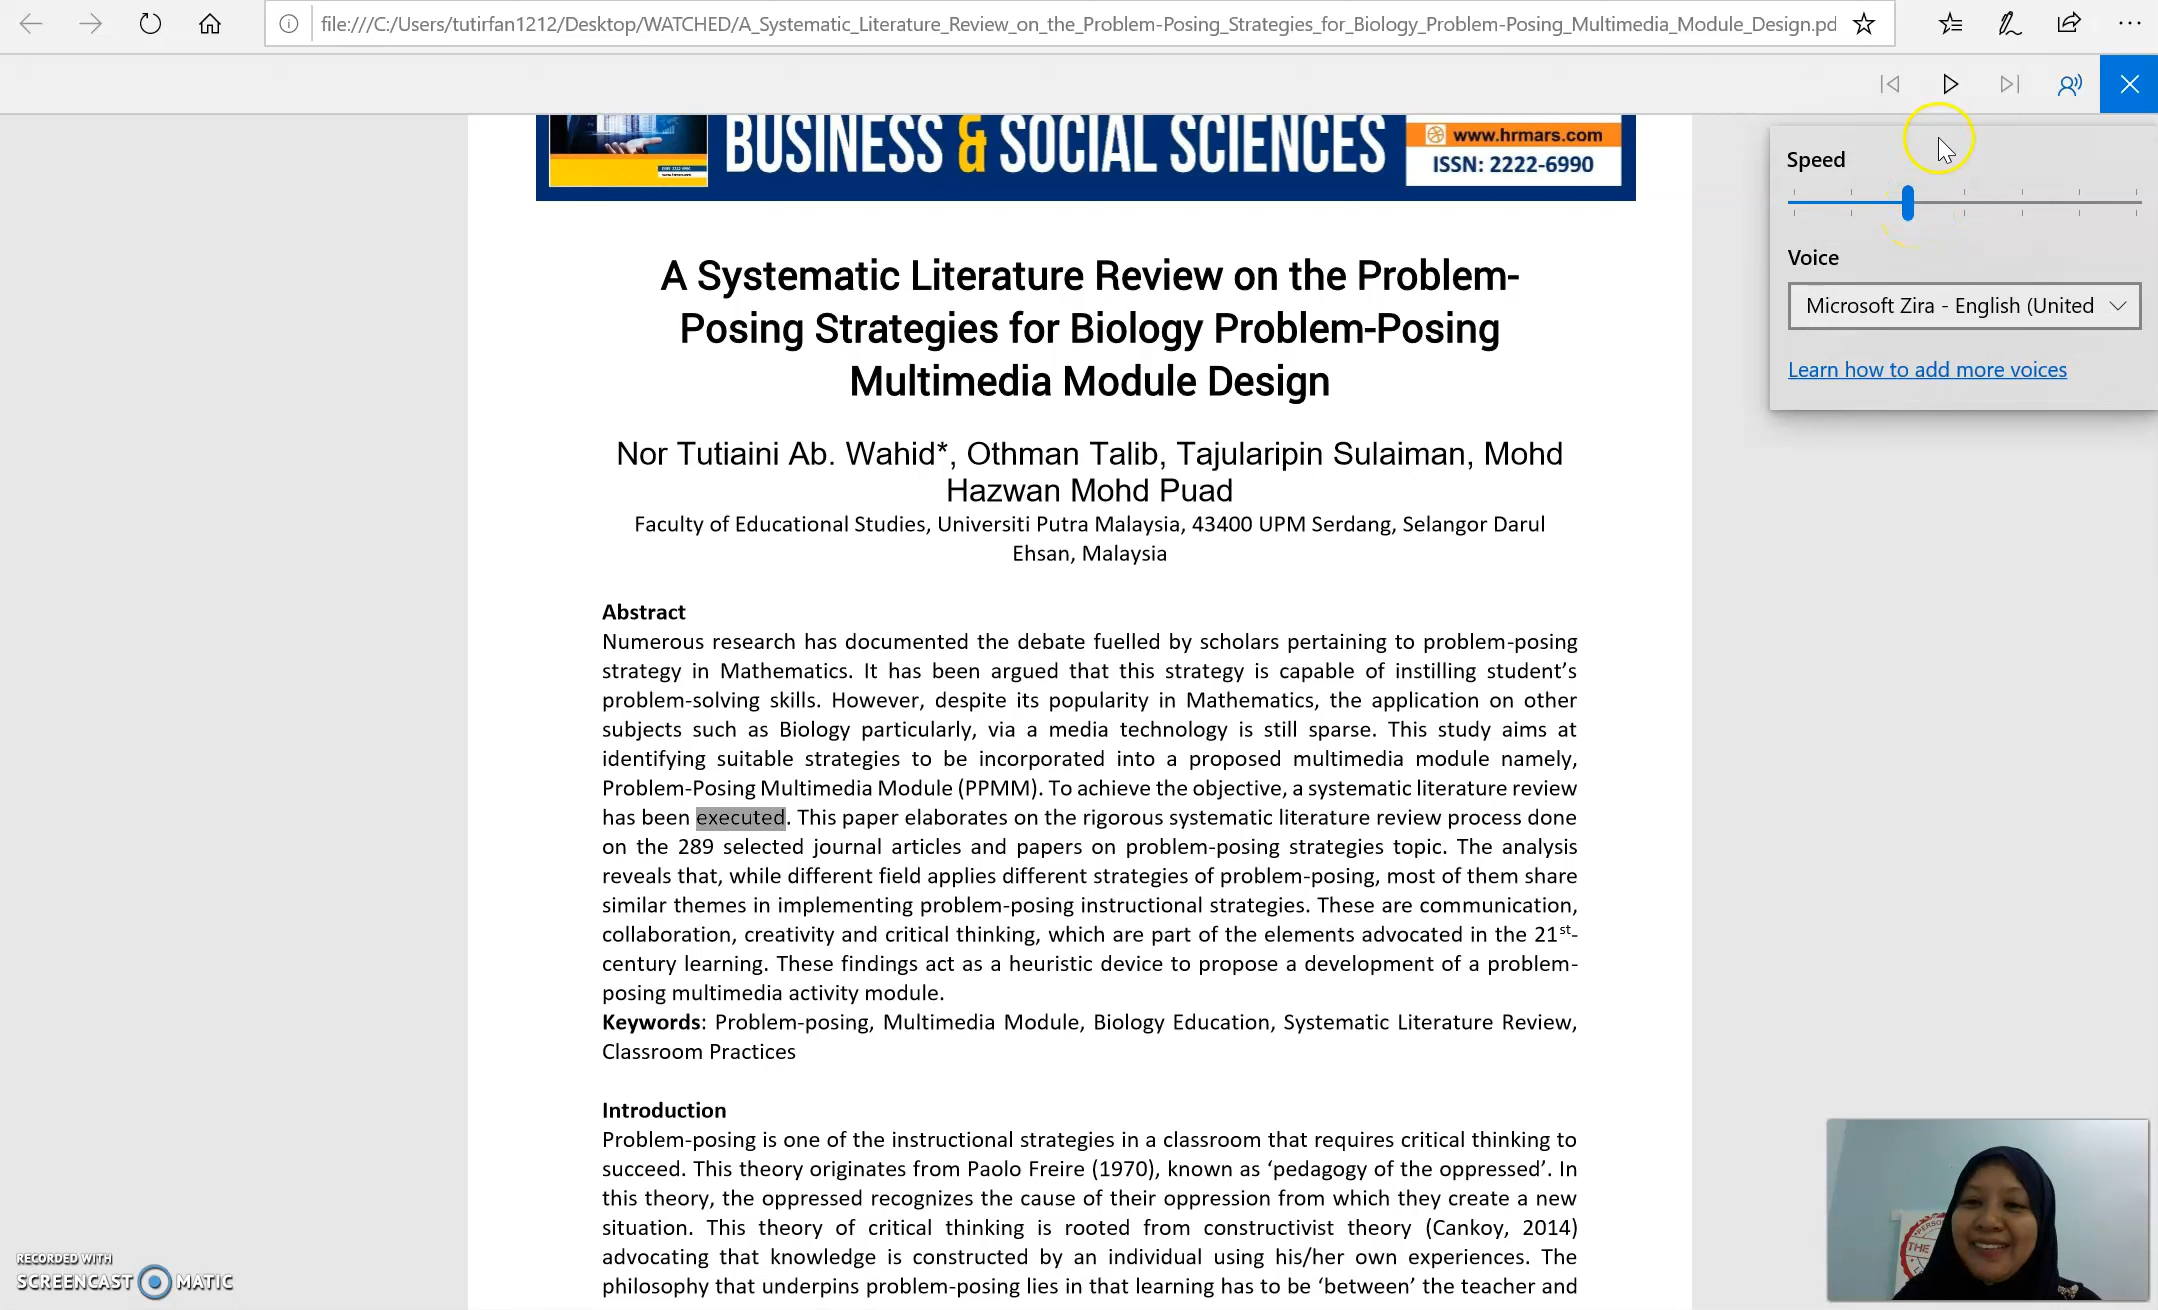 file:///C:/Users/tutirfan1212/Desktop/WATCHED/A_Systematic_Literature_Review_on_the_Problem-Posing_Strategies_for_Biology_Problem-Posing_Multimedia_Module_Design.pd
BUSINESS & SOCIAL SCIENCES
www.hrmars.com
ISSN: 2222-6990
Speed
Voice
Microsoft Zira - English (United
Learn how to add more voices
A Systematic Literature Review on the Problem-
Posing Strategies for Biology Problem-Posing
Multimedia Module Design
Nor Tutiaini Ab. Wahid*, Othman Talib, Tajularipin Sulaiman, Mohd
Hazwan Mohd Puad
Faculty of Educational Studies, Universiti Putra Malaysia, 43400 UPM Serdang, Selangor Darul
Ehsan, Malaysia
Abstract
Numerous research has documented the debate fuelled by scholars pertaining to problem-posing
strategy in Mathematics. It has been argued that this strategy is capable of instilling student’s
problem-solving skills. However, despite its popularity in Mathematics, the application on other
subjects such as Biology particularly, via a media technology is still sparse. This study aims at
identifying suitable strategies to be incorporated into a proposed multimedia module namely,
Problem-Posing Multimedia Module (PPMM). To achieve the objective, a systematic literature review
has been executed. This paper elaborates on the rigorous systematic literature review process done
on the 289 selected journal articles and papers on problem-posing strategies topic. The analysis
reveals that, while different field applies different strategies of problem-posing, most of them share
similar themes in implementing problem-posing instructional strategies. These are communication,
collaboration, creativity and critical thinking, which are part of the elements advocated in the 21st-
century learning. These findings act as a heuristic device to propose a development of a problem-
posing multimedia activity module.
Keywords: Problem-posing, Multimedia Module, Biology Education, Systematic Literature Review,
Classroom Practices
Introduction
Problem-posing is one of the instructional strategies in a classroom that requires critical thinking to
succeed. This theory originates from Paolo Freire (1970), known as ‘pedagogy of the oppressed’. In
this theory, the oppressed recognizes the cause of their oppression from which they create a new
situation. This theory of critical thinking is rooted from constructivist theory (Cankoy, 2014)
advocating that knowledge is constructed by an individual using his/her own experiences. The
philosophy that underpins problem-posing lies in that learning has to be ‘between’ the teacher and
RECORDED WITH
SCREENCAST MATIC
THE